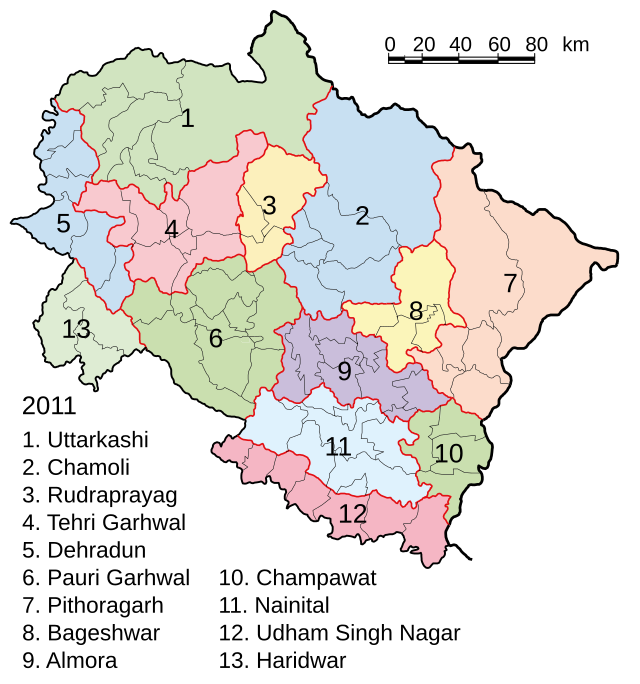 0 20 40 60 80 km
1
2
3
4
5
6
7
8
9
10
11
12
13
2011
1. Uttarkashi
2. Chamoli
3. Rudraprayag
4. Tehri Garhwal
5. Dehradun
6. Pauri Garhwal
7. Pithoragarh
8. Bageshwar
9. Almora
10. Champawat
11. Nainital
12. Udham Singh Nagar
13. Haridwar